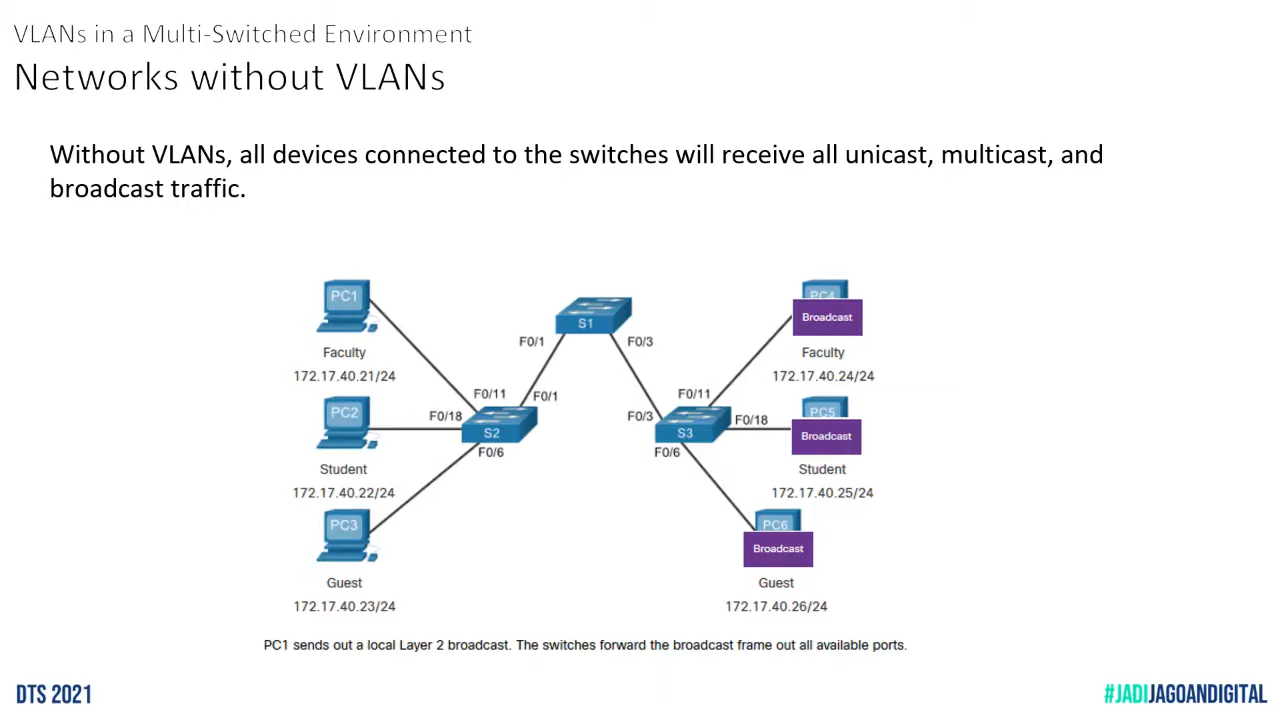 VLANs in a Multi-Switched Environment
Networks without VLANs
Without VLANs, all devices connected to the switches will receive all unicast, multicast, and
broadcast traffic.
PC1
Faculty
172.17.40.21/24
PC2
Student
172.17.40.22/24
PC3
Guest
172.17.40.23/24
S1
F0/1
F0/3
F0/11
F0/1
F0/18
S2
F0/6
F0/11
F0/3
F0/18
S3
F0/6
PC4
Broadcast
Faculty
172.17.40.24/24
PC5
Broadcast
Student
172.17.40.25/24
PC6
Broadcast
Guest
172.17.40.26/24
PC1 sends out a local Layer 2 broadcast. The switches forward the broadcast frame out all available ports.
DTS 2021
#JADIJAGOANDIGITAL